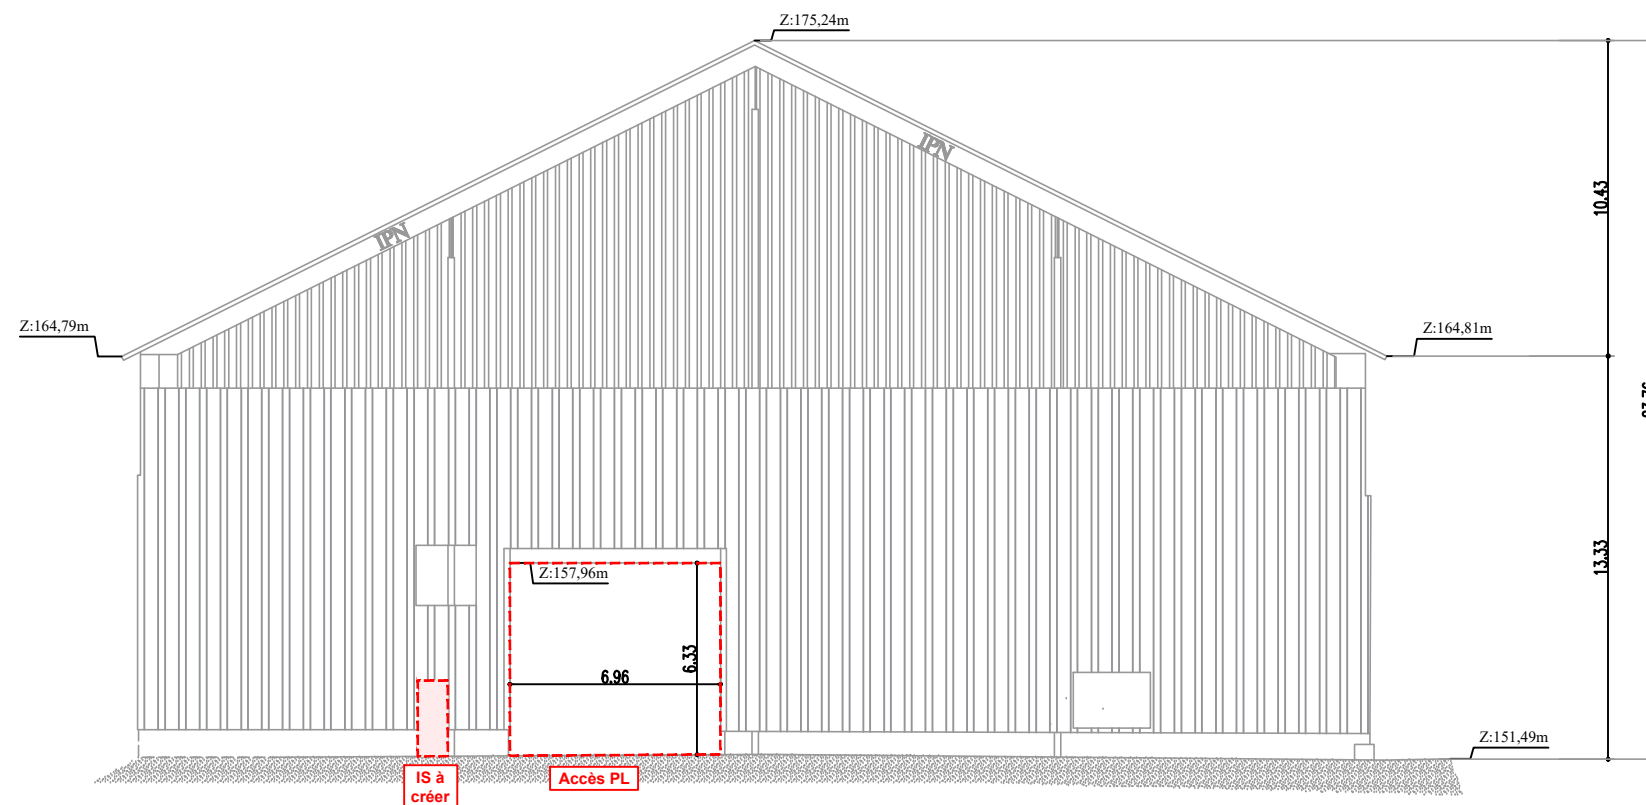 Z:175,24m
IPN
10.43
IPN
Z:164,79m
Z:164,81m
13.33
Z:157,96m
6.33
6.96
Z:151,49m
IS à
créer
Accès PL